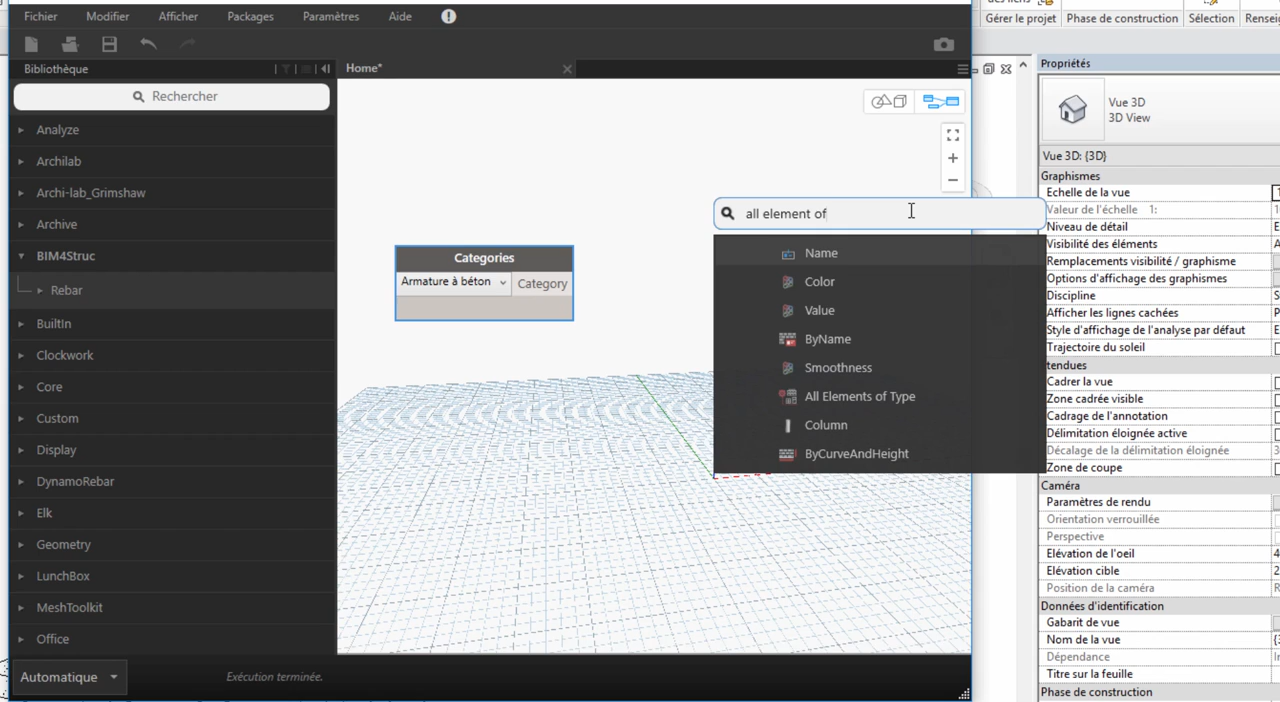 des liens
Fichier Modifier Afficher Packages Paramètres Aide
Gérer le projet Phase de construction Sélection
Bibliothèque
Home*
Rechercher
Analyze
Archilab
Archi-lab_Grimshaw
Archive
BIM4Struc
Rebar
BuiltIn
Clockwork
Core
Custom
Display
DynamoRebar
Elk
Geometry
LunchBox
MeshToolkit
Office
Automatique
Exécution terminée.
Categories
Armature à béton Category
all element of
Name
Color
Value
ByName
Smoothness
All Elements of Type
Column
ByCurveAndHeight
Propriétés
Vue 3D
3D View
Vue 3D: {3D}
Graphismes
Echelle de la vue
Valeur de l'échelle 1:
Niveau de détail
Visibilité des éléments
Remplacements visibilité / graphisme
Options d'affichage des graphismes
Discipline
Afficher les lignes cachées
Style d'affichage de l'analyse par défaut
Trajectoire du soleil
tendues
Cadrer la vue
Zone cadrée visible
Cadrage de l'annotation
Délimitation éloignée active
Décalage de la délimitation éloignée
Zone de coupe
Caméra
Paramètres de rendu
Orientation verrouillée
Perspective
Elévation de l'oeil 4
Elévation cible 2
Position de la caméra
Données d'identification
Gabarit de vue
Nom de la vue
Dépendance
Titre sur la feuille
Phase de construction